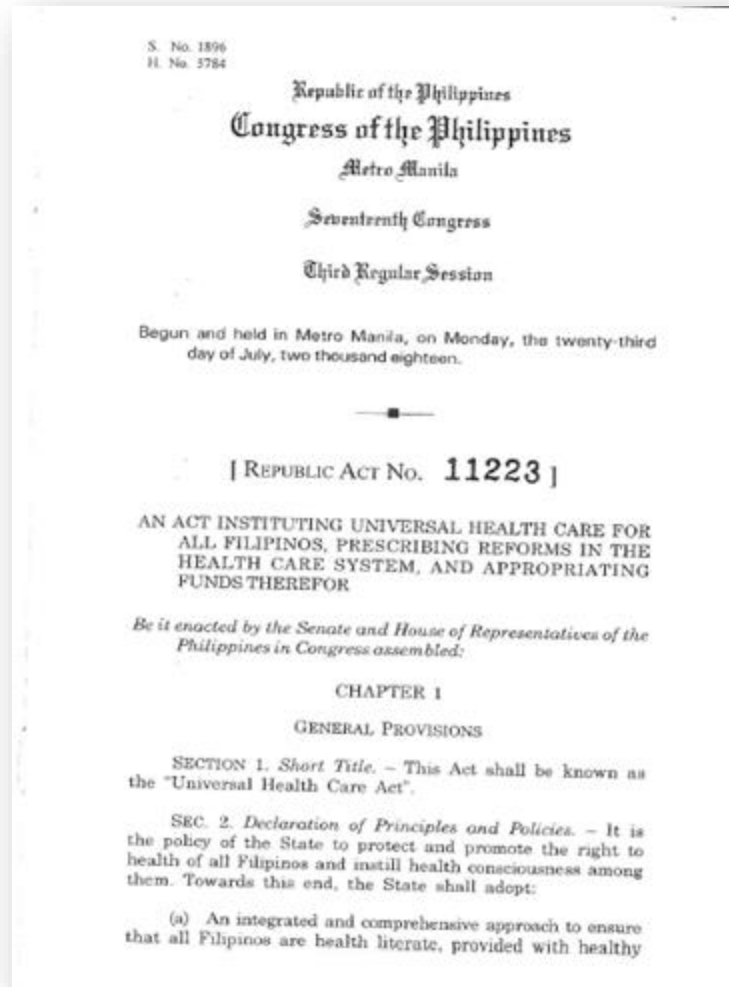 S. No. 1896
H. No. 5784
Republic of the Philippines
Congress of the Philippines
Metro Manila
Seventeenth Congress
Third Regular Session
Begun and held in Metro Manila, on Monday, the twenty-third
day of July, two thousand eighteen.
[ REPUBLIC ACT NO. 11223 ]
AN ACT INSTITUTING UNIVERSAL HEALTH CARE FOR
ALL FILIPINOS, PRESCRIBING REFORMS IN THE
HEALTH CARE SYSTEM, AND APPROPRIATING
FUNDS THEREFOR
Be it enacted by the Senate and House of Representatives of the
Philippines in Congress assembled:
CHAPTER 1
GENERAL PROVISIONS
SECTION 1. Short Title. – This Act shall be known as
the "Universal Health Care Act".
SEC. 2. Declaration of Principles and Policies. – It is
the policy of the State to protect and promote the right to
health of all Filipinos and instill health consciousness among
them. Towards this end, the State shall adopt:
(a) An integrated and comprehensive approach to ensure
that all Filipinos are health literate, provided with healthy